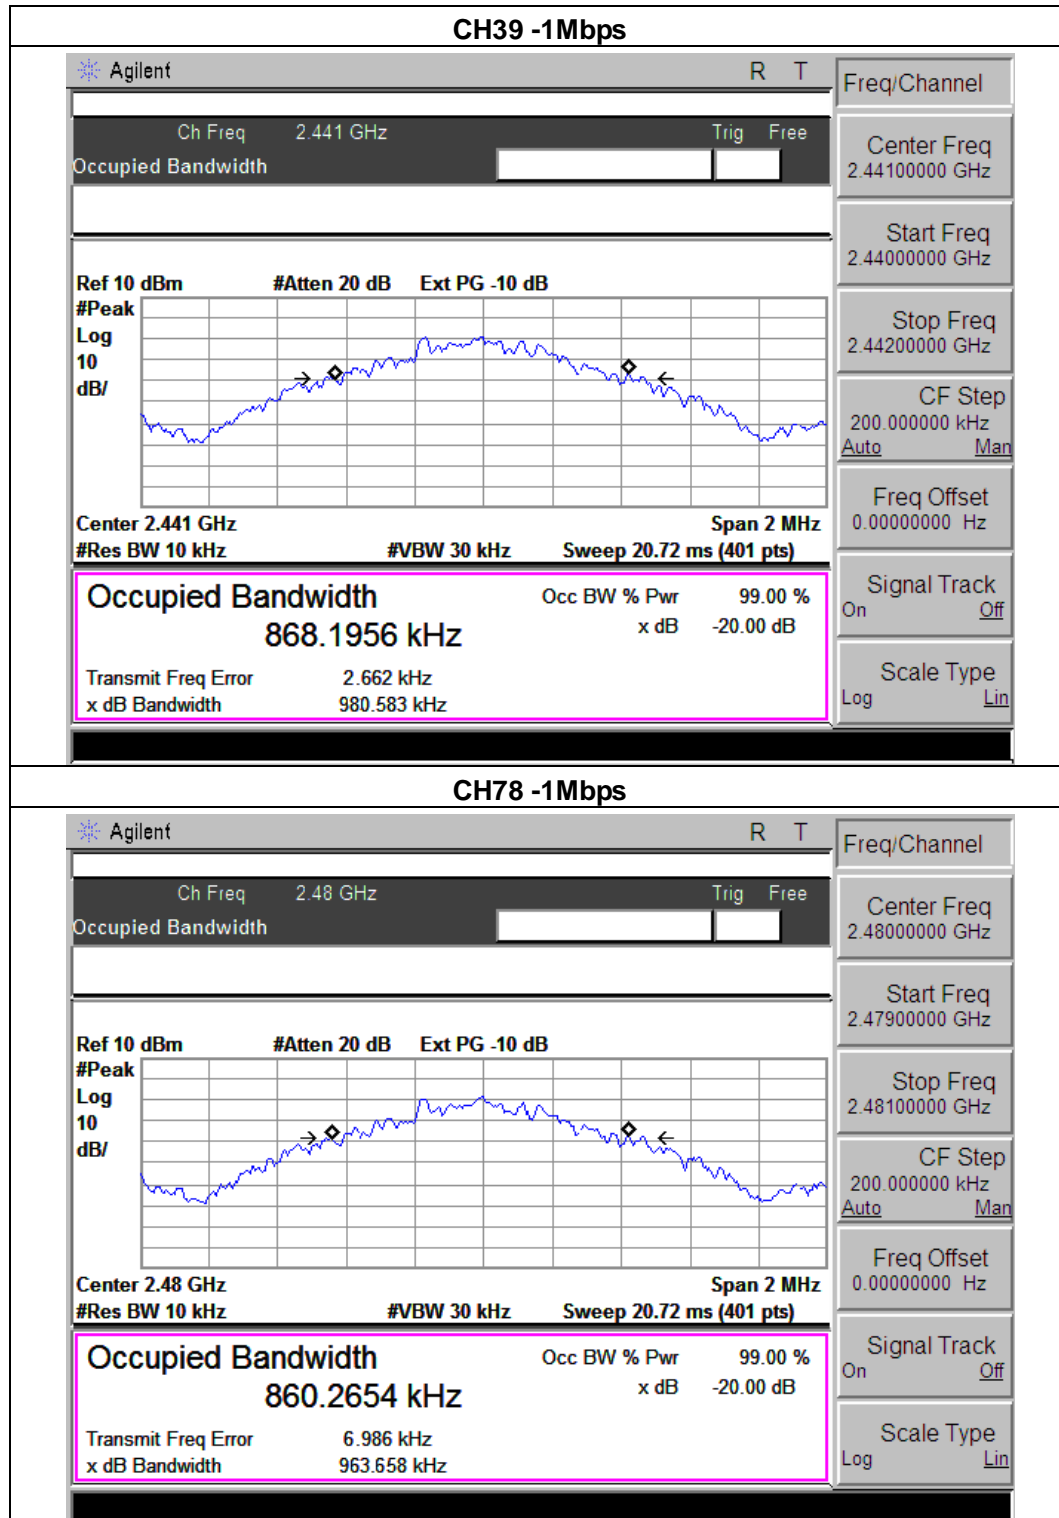 CH39 -1Mbps
Agilent R T
Freq/Channel
Ch Freq 2.441 GHz Trig Free
Occupied Bandwidth
Center Freq
2.44100000 GHz
Start Freq
2.44000000 GHz
Ref 10 dBm #Atten 20 dB Ext PG -10 dB
#Peak
Log
10
dB/
Stop Freq
2.44200000 GHz
CF Step
200.000000 kHz
Auto Man
Center 2.441 GHz Span 2 MHz
#Res BW 10 kHz #VBW 30 kHz Sweep 20.72 ms (401 pts)
Freq Offset
0.00000000 Hz
Occupied Bandwidth Occ BW % Pwr 99.00 %
868.1956 kHz x dB -20.00 dB
Signal Track
On Off
Transmit Freq Error 2.662 kHz
x dB Bandwidth 980.583 kHz
Scale Type
Log Lin
CH78 -1Mbps
Agilent R T
Freq/Channel
Ch Freq 2.48 GHz Trig Free
Occupied Bandwidth
Center Freq
2.48000000 GHz
Start Freq
2.47900000 GHz
Ref 10 dBm #Atten 20 dB Ext PG -10 dB
#Peak
Log
10
dB/
Stop Freq
2.48100000 GHz
CF Step
200.000000 kHz
Auto Man
Center 2.48 GHz Span 2 MHz
#Res BW 10 kHz #VBW 30 kHz Sweep 20.72 ms (401 pts)
Freq Offset
0.00000000 Hz
Occupied Bandwidth Occ BW % Pwr 99.00 %
860.2654 kHz x dB -20.00 dB
Signal Track
On Off
Transmit Freq Error 6.986 kHz
x dB Bandwidth 963.658 kHz
Scale Type
Log Lin